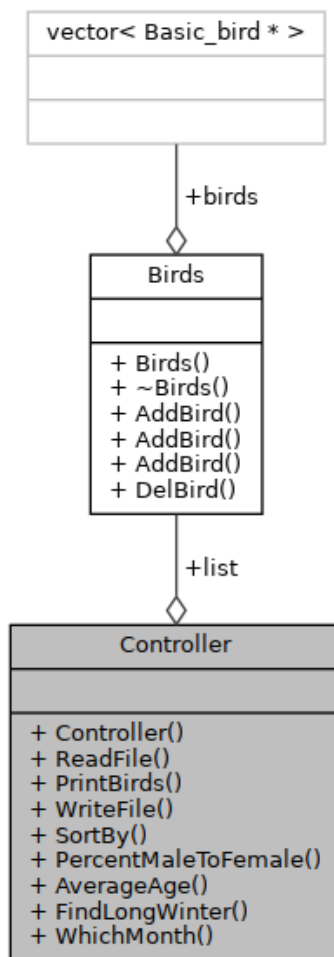 vector< Basic_bird * >
+birds
Birds
+ Birds()
+ ~Birds()
+ AddBird()
+ AddBird()
+ AddBird()
+ DelBird()
+list
Controller
+ Controller()
+ ReadFile()
+ PrintBirds()
+ WriteFile()
+ SortBy()
+ PercentMaleToFemale()
+ AverageAge()
+ FindLongWinter()
+ WhichMonth()